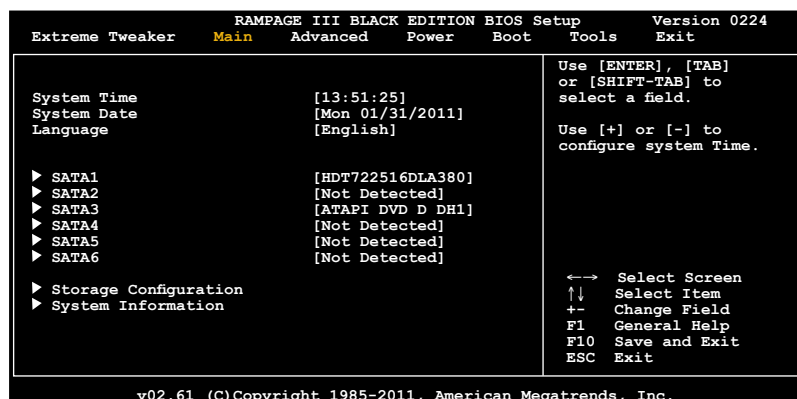 RAMPAGE III BLACK EDITION BIOS Setup Version 0224
Extreme Tweaker Main Advanced Power Boot Tools Exit
System Time [13:51:25]
System Date [Mon 01/31/2011]
Language [English]
▶ SATA1 [HDT722516DLA380]
▶ SATA2 [Not Detected]
▶ SATA3 [ATAPI DVD D DH1]
▶ SATA4 [Not Detected]
▶ SATA5 [Not Detected]
▶ SATA6 [Not Detected]
▶ Storage Configuration
▶ System Information
Use [ENTER], [TAB]
or [SHIFT-TAB] to
select a field.
Use [+] or [-] to
configure system Time.
←→ Select Screen
↑↓ Select Item
+- Change Field
F1 General Help
F10 Save and Exit
ESC Exit
v02.61 (C)Copyright 1985-2011, American Megatrends, Inc.